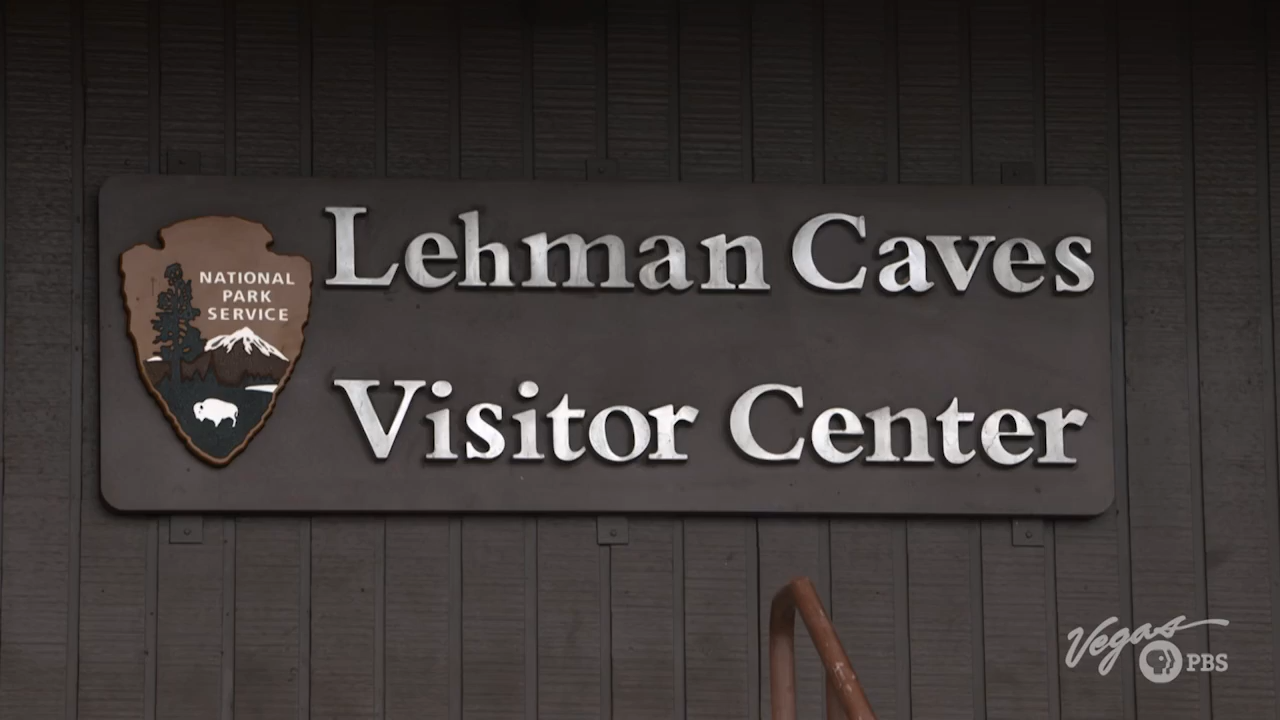 Lehman Caves
Visitor Center
NATIONAL
PARK
SERVICE
Vegas
PBS